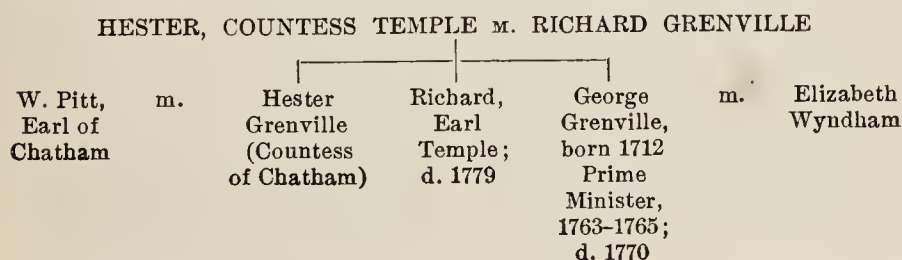 HESTER, COUNTESS TEMPLE M. RICHARD GRENVILLE
W. Pitt,
Earl of
Chatham
m.
Hester
Grenville
(Countess
of Chatham)
Richard,
Earl
Temple;
d. 1779
George
Grenville,
born 1712
Prime
Minister,
1763–1765;
d. 1770
m.
Elizabeth
Wyndham